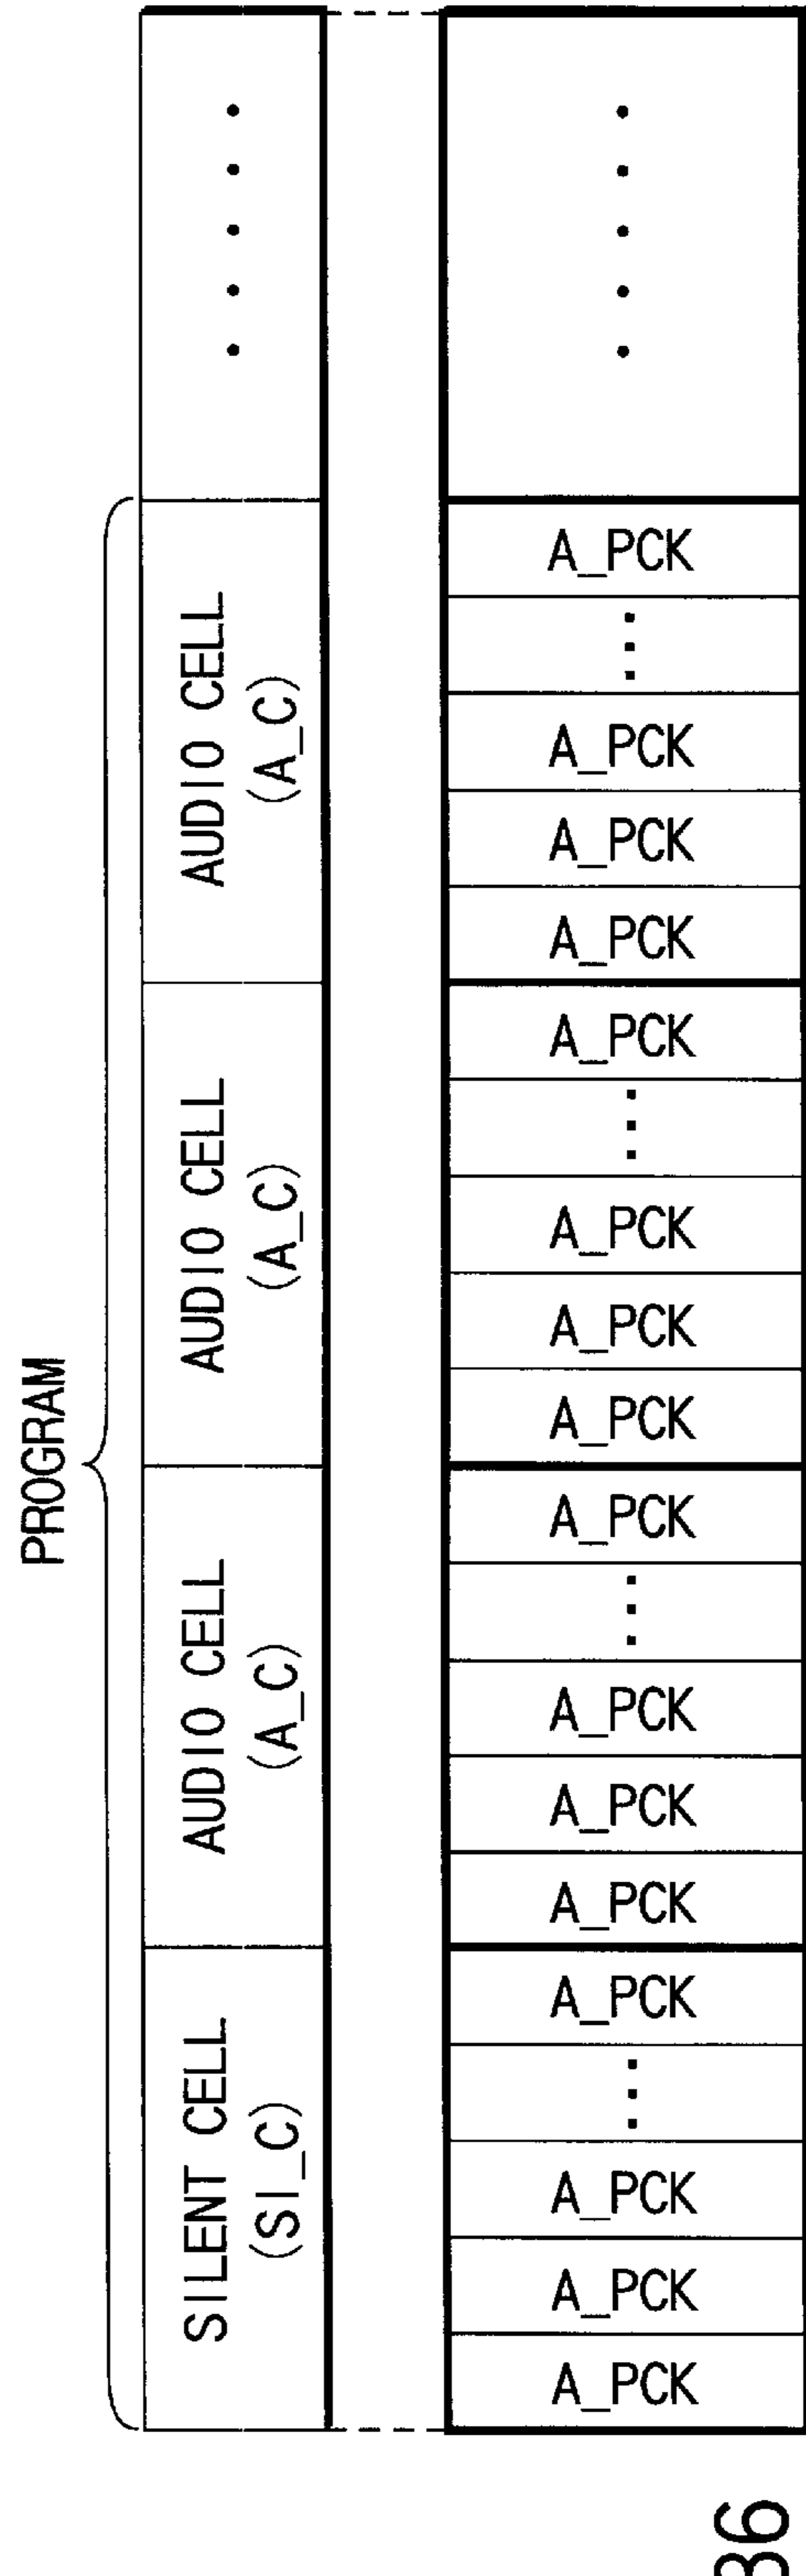 PROGRAM
SILENT CELL
(SI_C)
AUDIO CELL
(A_C)
AUDIO CELL
(A_C)
AUDIO CELL
(A_C)
. . . . .
A_PCK
A_PCK
A_PCK
...
A_PCK
A_PCK
A_PCK
A_PCK
...
A_PCK
A_PCK
A_PCK
A_PCK
...
A_PCK
A_PCK
A_PCK
A_PCK
...
A_PCK
. . . . .